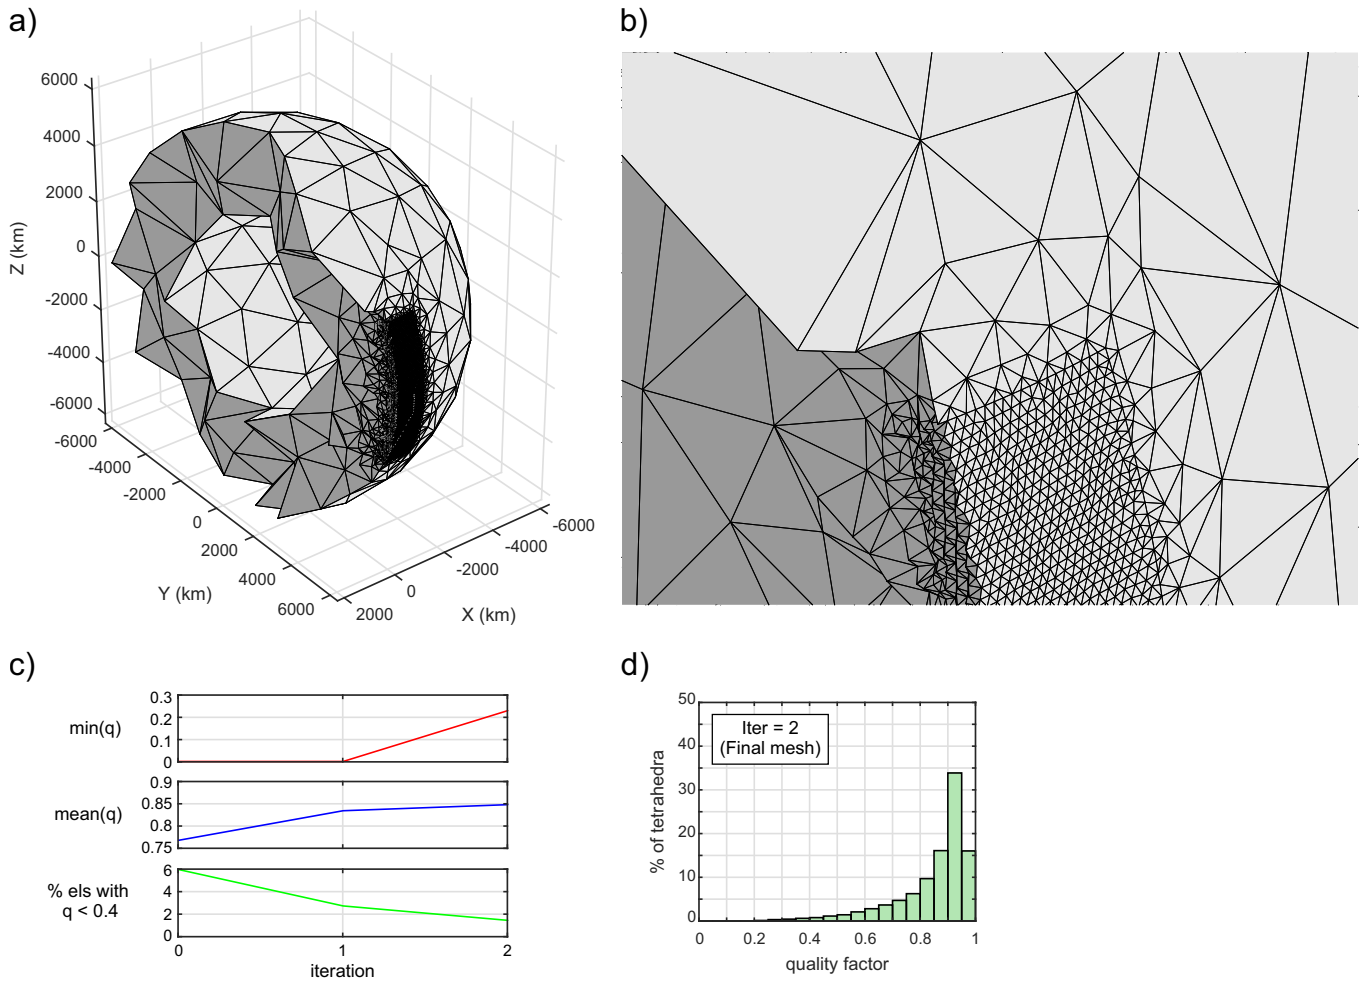 a)
6000
4000
2000
0
-2000
-4000
-6000
Z (km)
-6000
-4000
-2000
0
2000
4000
6000
Y (km)
2000
0
-2000
-4000
-6000
X (km)
b)
c)
0.3
0.2
0.1
0
min(q)
0.9
0.85
0.8
0.75
mean(q)
6
4
2
0
% els with
q < 0.4
0
1
2
iteration
d)
50
40
30
20
10
0
% of tetrahedra
Iter = 2
(Final mesh)
0
0.2
0.4
0.6
0.8
1
quality factor